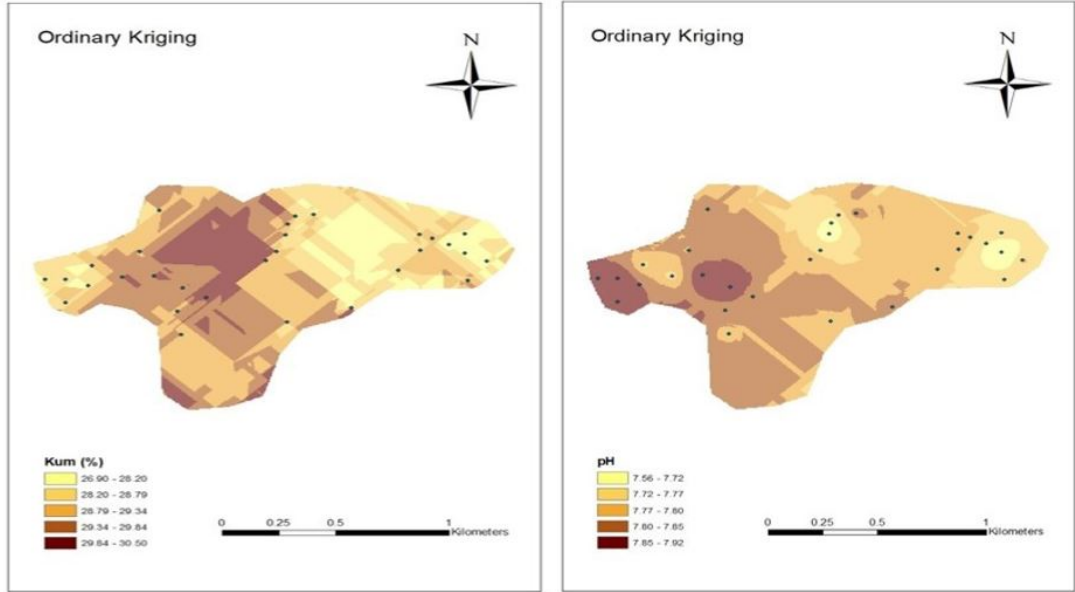 Ordinary Kriging
N
Kum (%)
26.90 - 28.20
28.20 - 28.79
28.79 - 29.34
29.34 - 29.84
29.84 - 30.50
0 0.25 0.5 1
Kilometers
Ordinary Kriging
N
pH
7.56 - 7.72
7.72 - 7.77
7.77 - 7.80
7.80 - 7.85
7.85 - 7.92
0 0.25 0.5 1
Kilometers